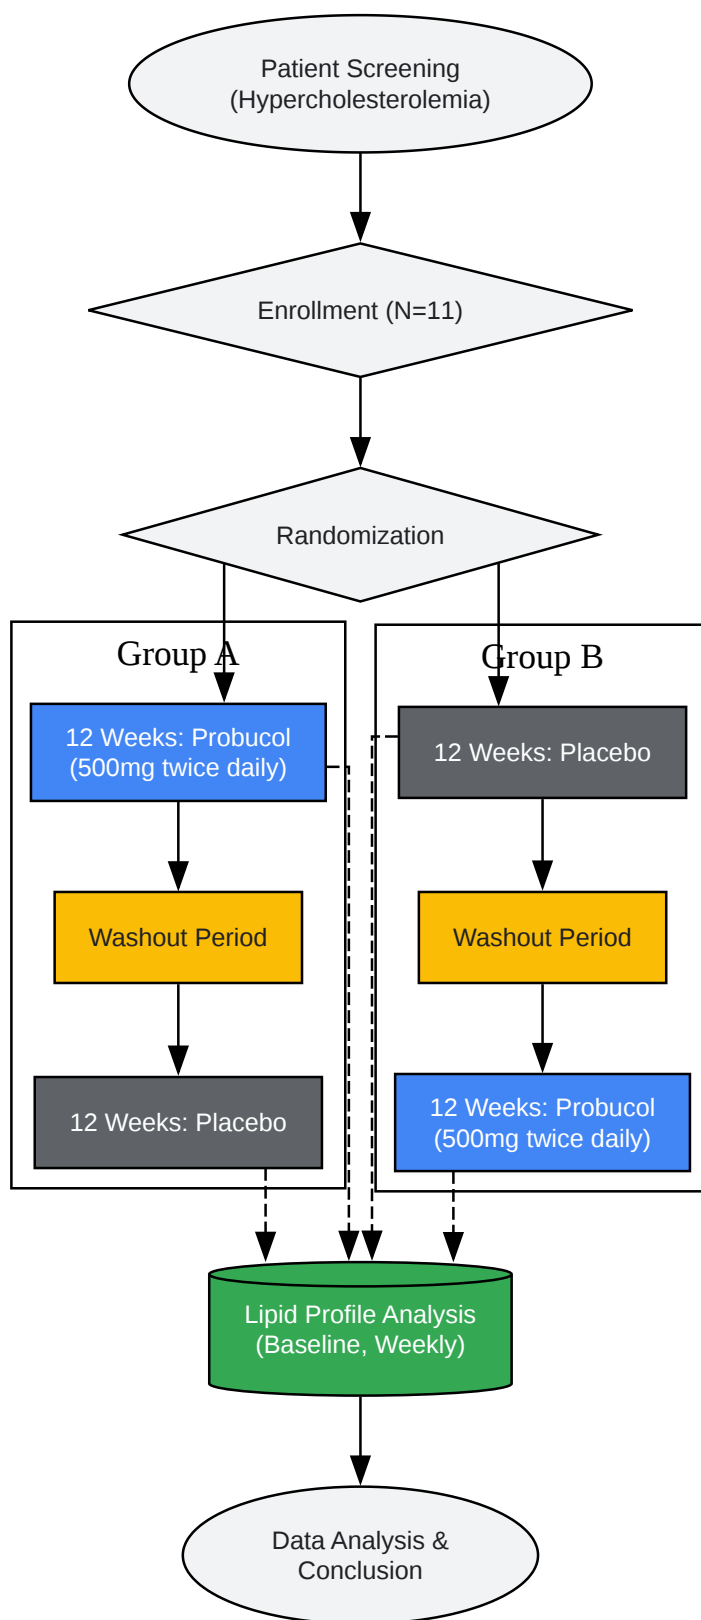 Patient Screening
(Hypercholesterolemia)
Enrollment (N=11)
Randomization
Group A
12 Weeks: Probucol
(500mg twice daily)
Washout Period
12 Weeks: Placebo
Group B
12 Weeks: Placebo
Washout Period
12 Weeks: Probucol
(500mg twice daily)
Lipid Profile Analysis
(Baseline, Weekly)
Data Analysis &
Conclusion